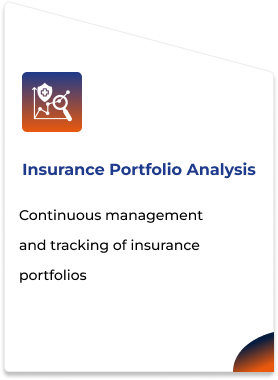 Insurance Portfolio Analysis
Continuous management
and tracking of insurance
portfolios